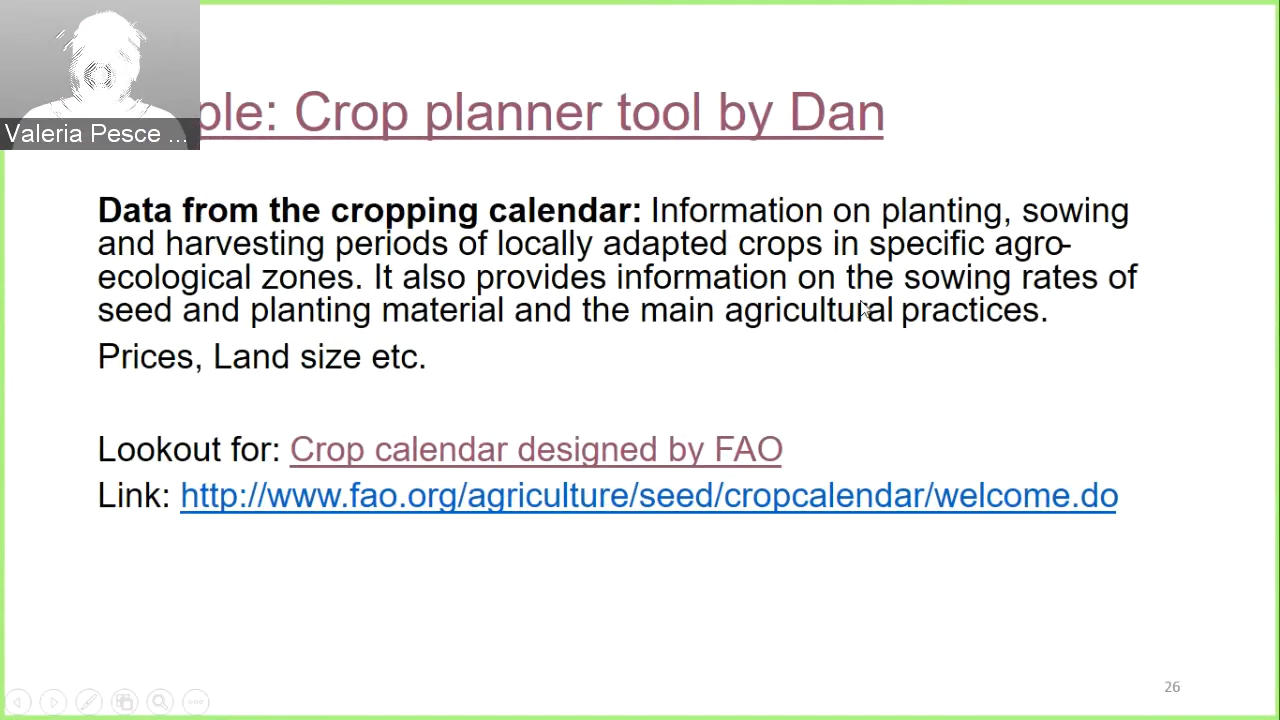 Valeria Pesce ...
ple: Crop planner tool by Dan
Data from the cropping calendar: Information on planting, sowing
and harvesting periods of locally adapted crops in specific agro-
ecological zones. It also provides information on the sowing rates of
seed and planting material and the main agricultural practices.
Prices, Land size etc.
Lookout for: Crop calendar designed by FAO
Link: http://www.fao.org/agriculture/seed/cropcalendar/welcome.do
26